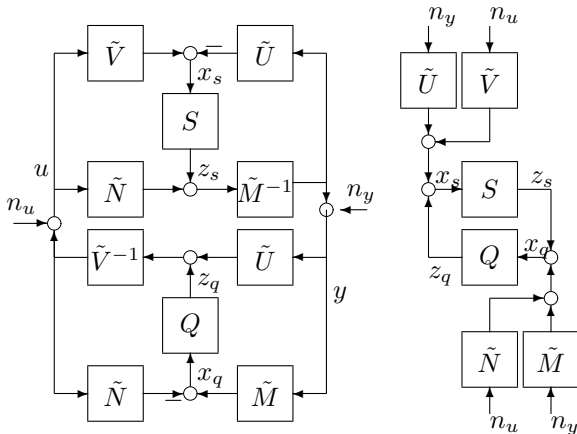 n_y n_u
Ṽ − Ũ
x_s
Ũ Ṽ
S
u z_s
Ñ M̃^{-1}
x_s S z_s
n_u n_y
Ṽ^{-1} Ũ
z_q Q x_q
z_q
y
Q
Ñ M̃
x_q
Ñ − M̃
n_u n_y